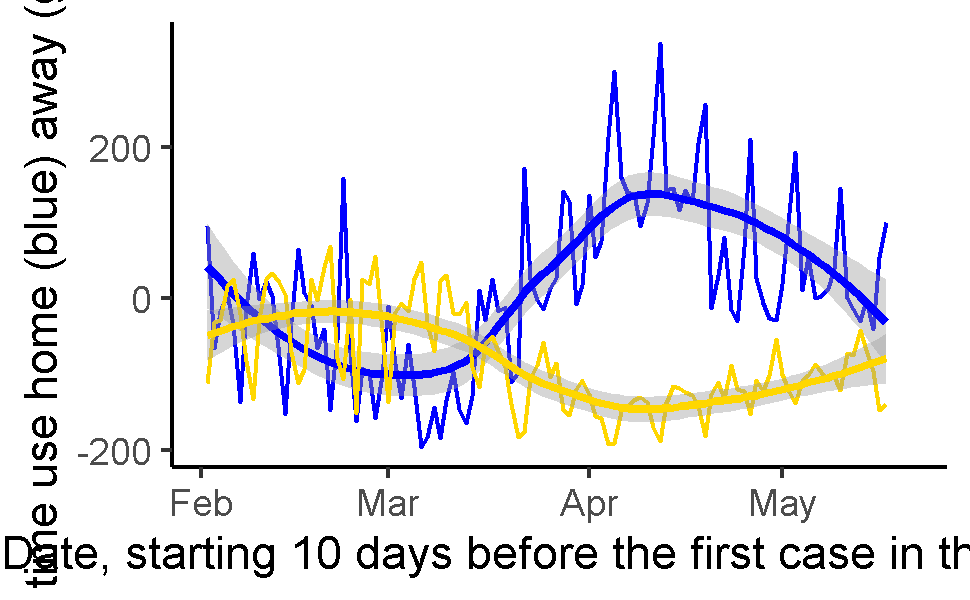 time use home (blue) away (
200
0
-200
Feb Mar Apr May
Date, starting 10 days before the first case in th